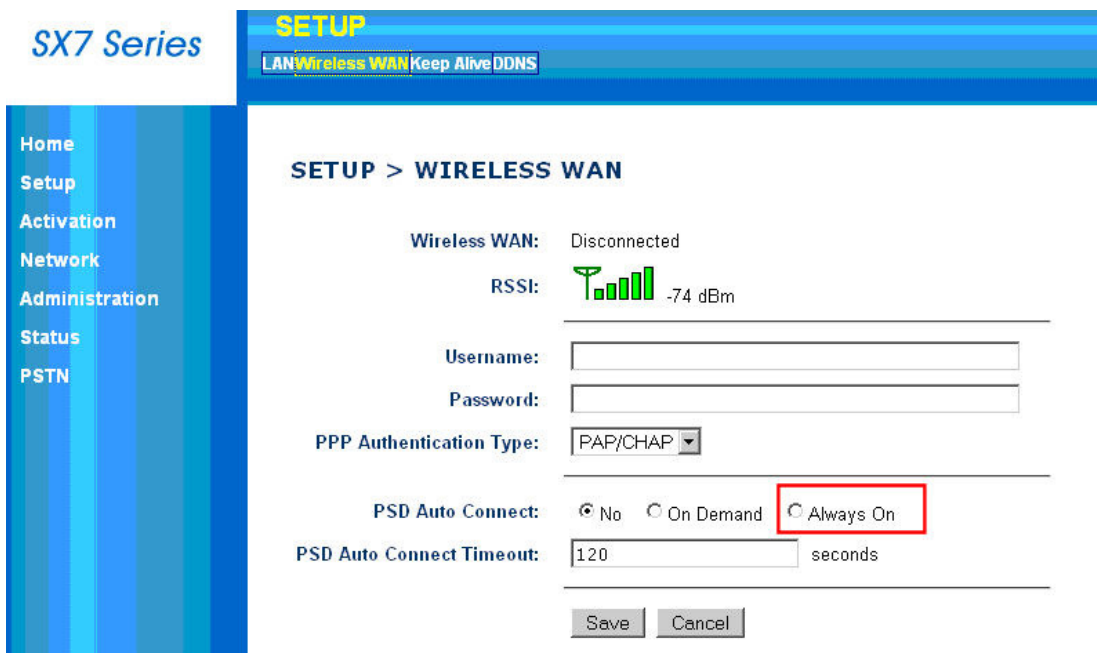 SX7 Series
SETUP
LAN Wireless WAN Keep Alive DDNS
Home
Setup
Activation
Network
Administration
Status
PSTN
SETUP > WIRELESS WAN
Wireless WAN: Disconnected
RSSI: -74 dBm
Username:
Password:
PPP Authentication Type: PAP/CHAP
PSD Auto Connect: No On Demand Always On
PSD Auto Connect Timeout: 120 seconds
Save Cancel